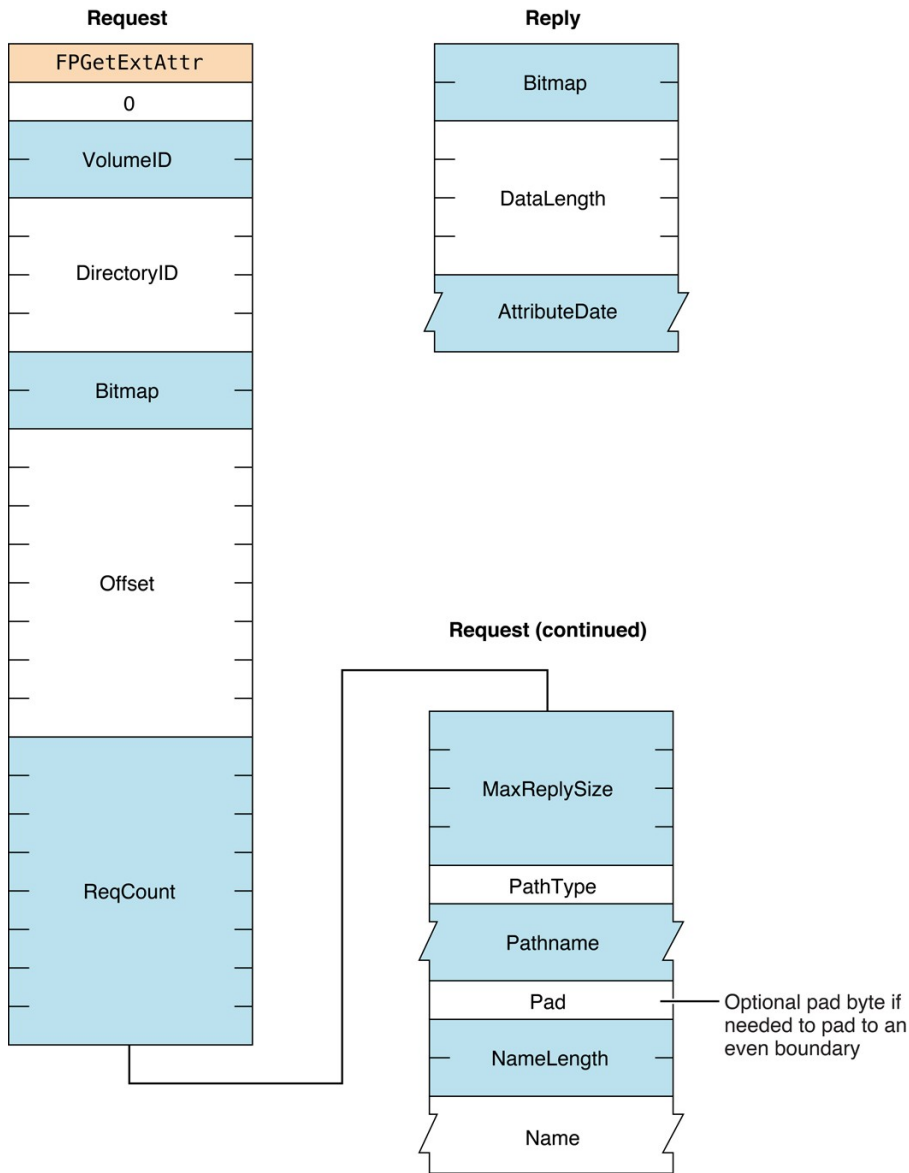 Request
FPGetExtAttr
0
VolumeID
DirectoryID
Bitmap
Offset
ReqCount
Reply
Bitmap
DataLength
AttributeDate
Request (continued)
MaxReplySize
PathType
Pathname
Pad
Optional pad byte if
needed to pad to an
even boundary
NameLength
Name